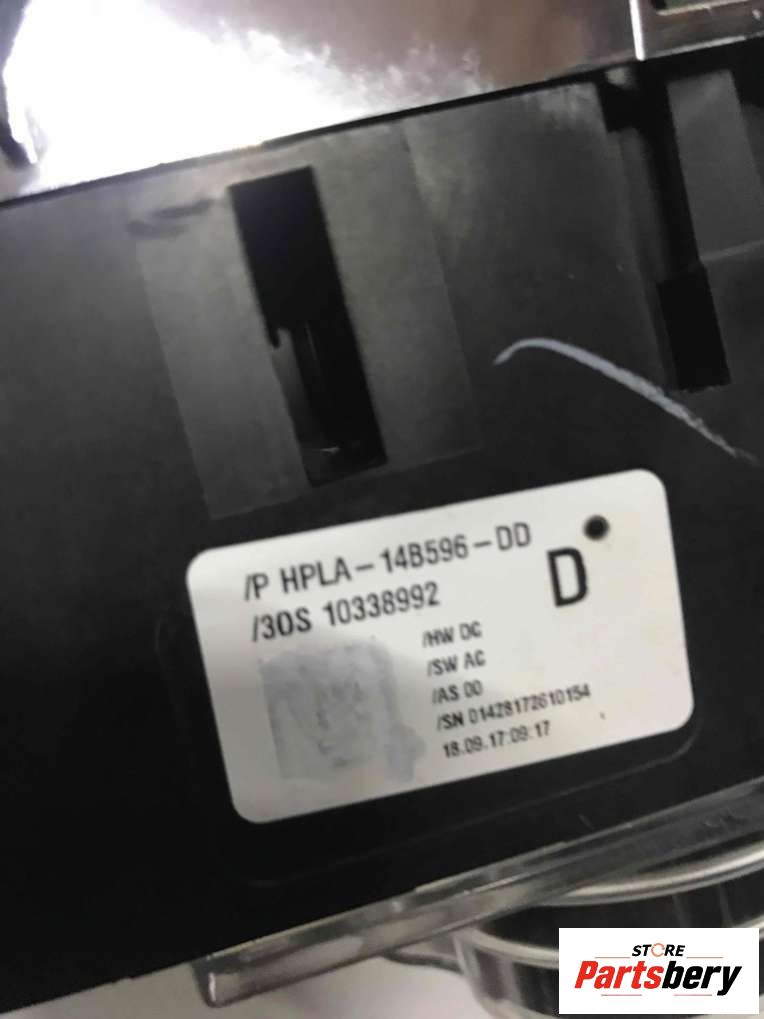 /P HPLA-14B596-DD
/3OS 10338992
D
/HW DC
/SW AC
/AS 00
/SN 01428172610154
18.09.17:09:17
STORE
Partsbery